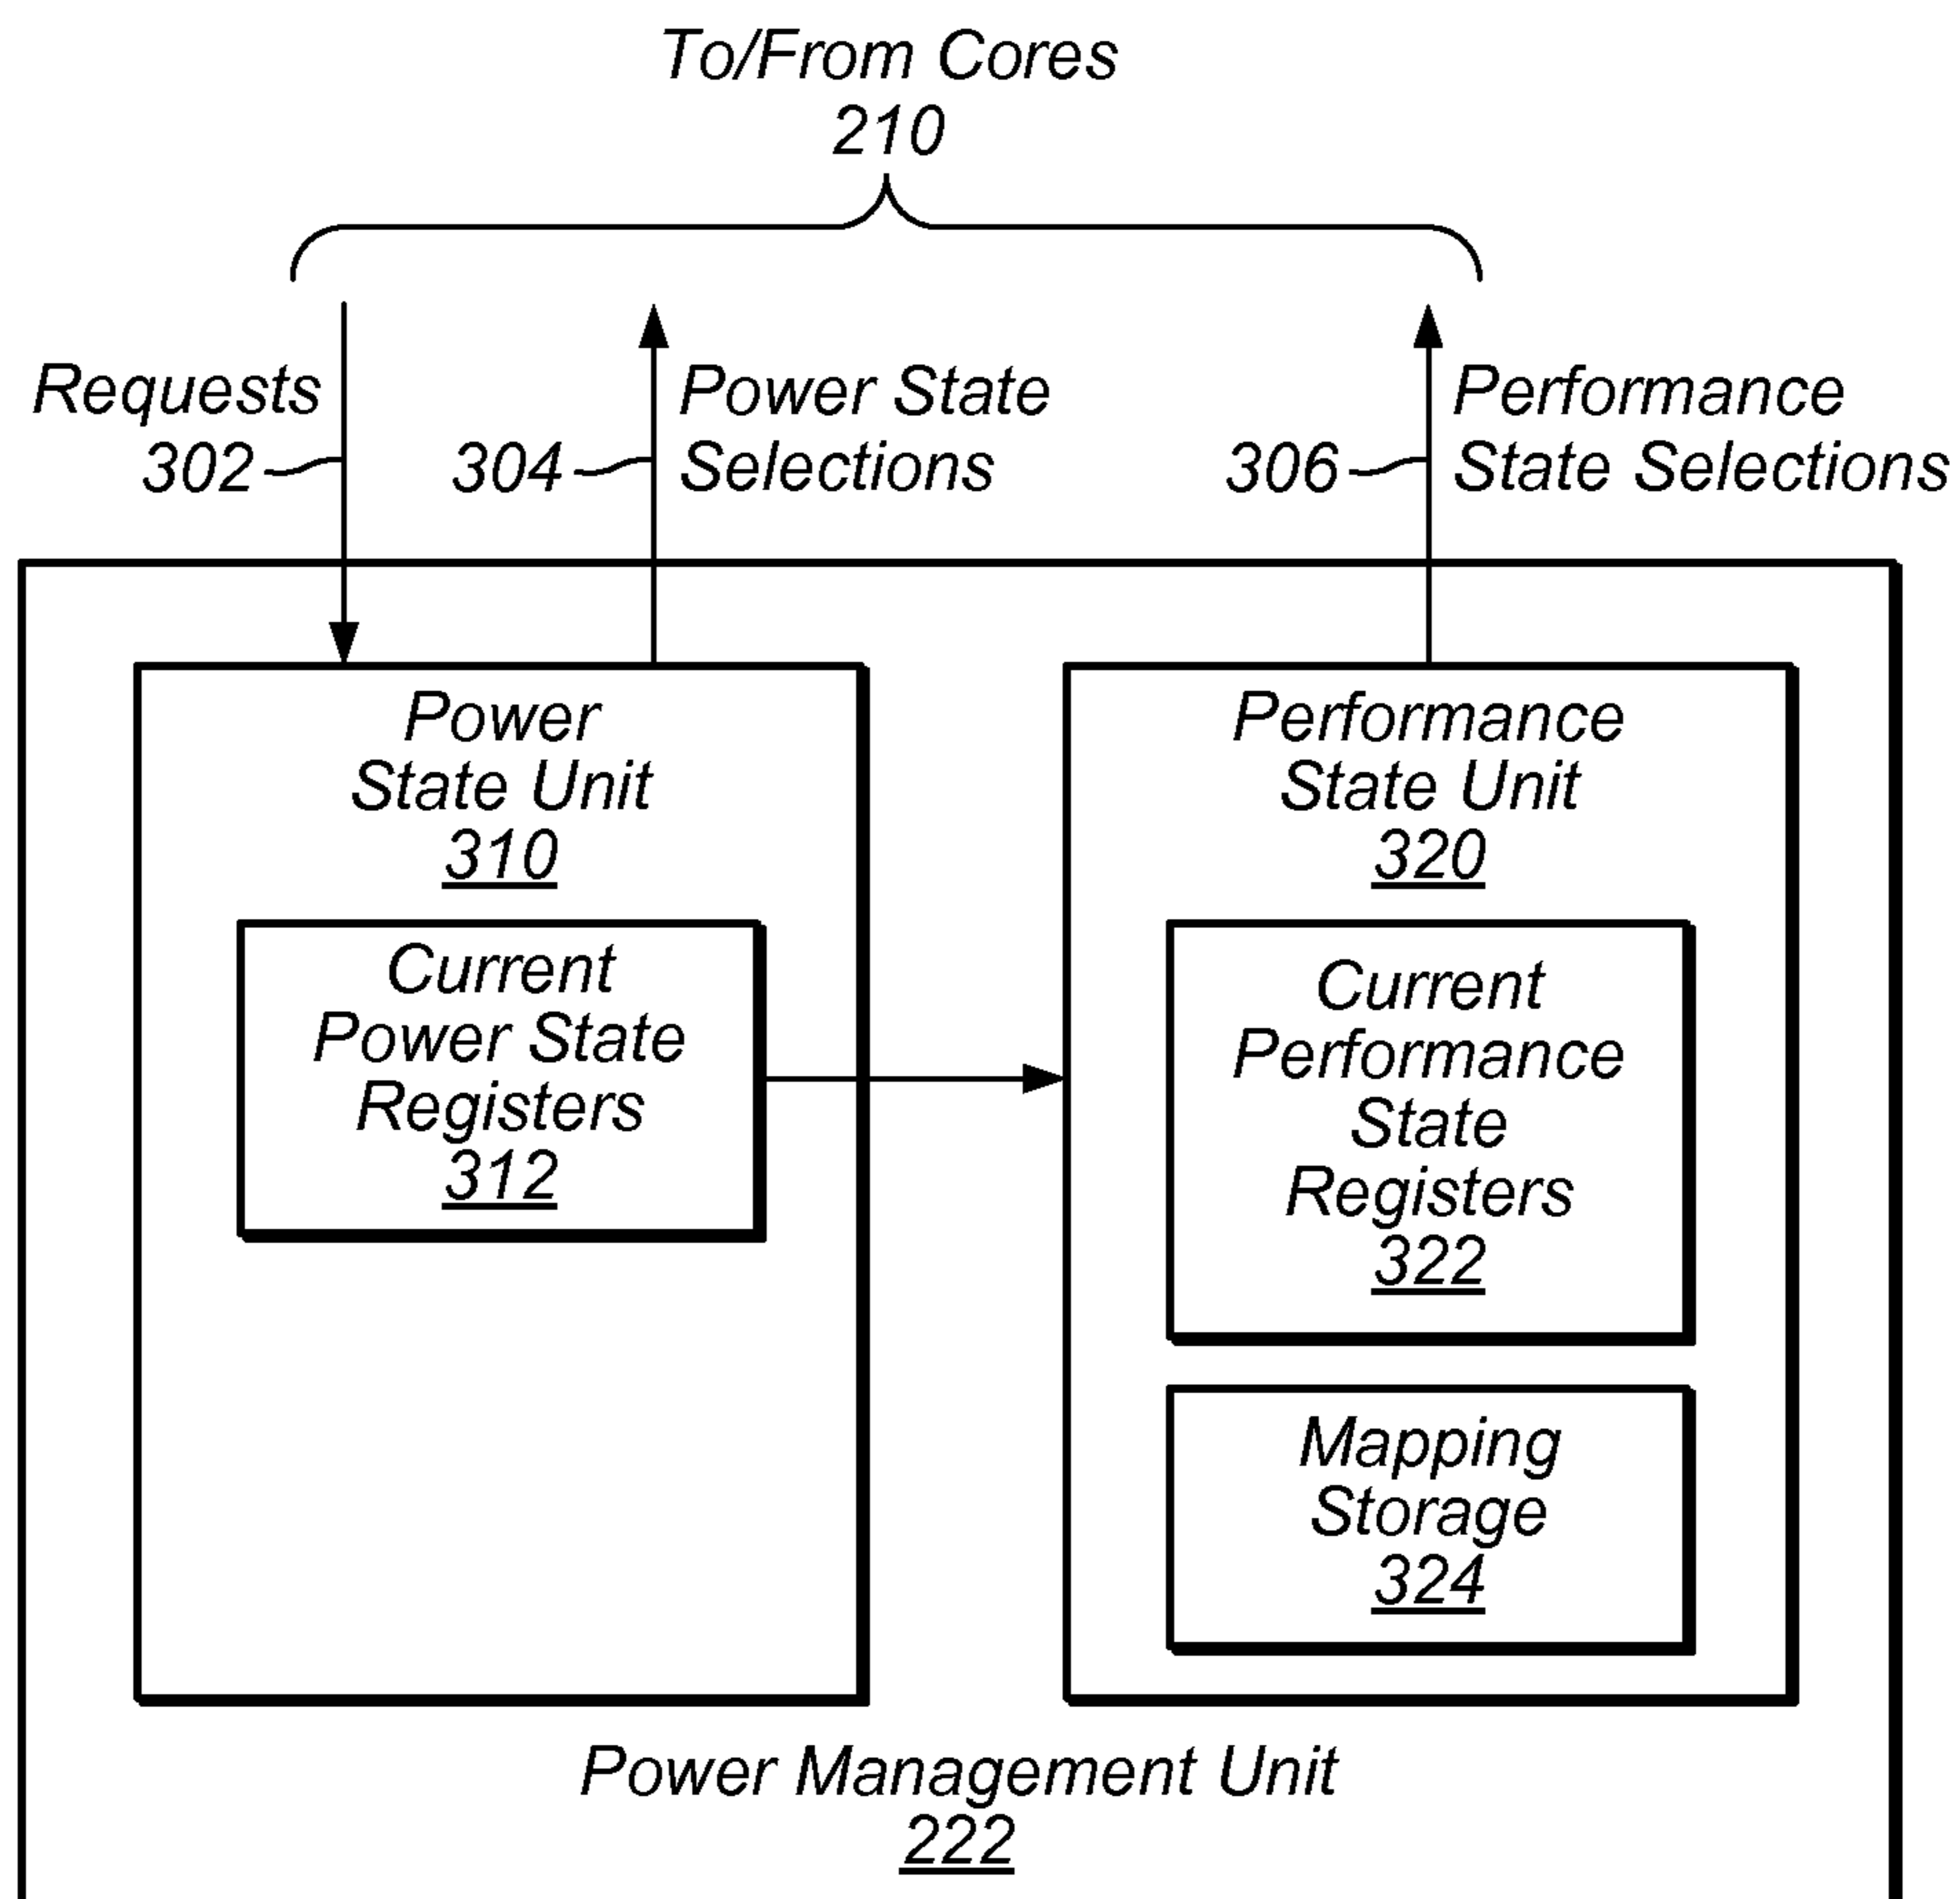 To/From Cores
210
Requests
302
304
Power State
Selections
306
Performance
State Selections
Power
State Unit
310
Current
Power State
Registers
312
Performance
State Unit
320
Current
Performance
State
Registers
322
Mapping
Storage
324
Power Management Unit
222